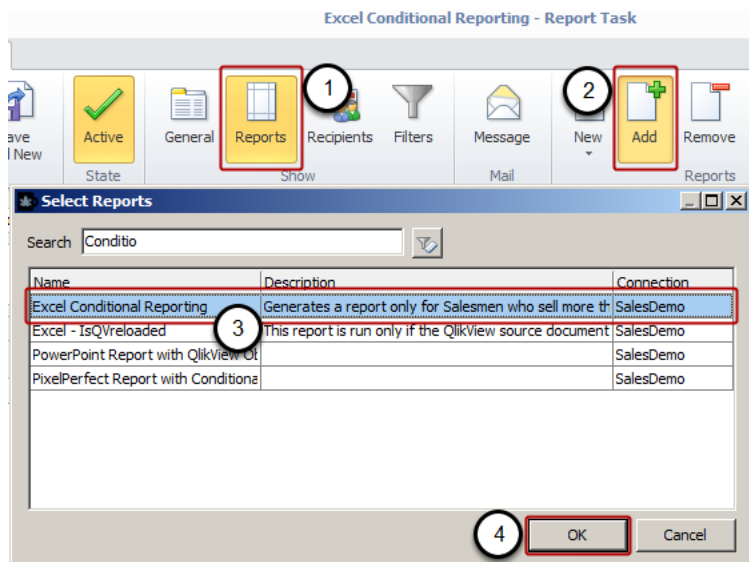 Excel Conditional Reporting - Report Task
1
2
ave
Active
General
Reports
Recipients
Filters
Message
New
Add
Remove
New
State
Show
Mail
Reports
Select Reports
Search Conditio
Name Description Connection
Excel Conditional Reporting Generates a report only for Salesmen who sell more th SalesDemo
3
Excel - IsQVreloaded This report is run only if the QlikView source document SalesDemo
PowerPoint Report with QlikView Ob SalesDemo
PixelPerfect Report with Conditiona SalesDemo
4
OK Cancel